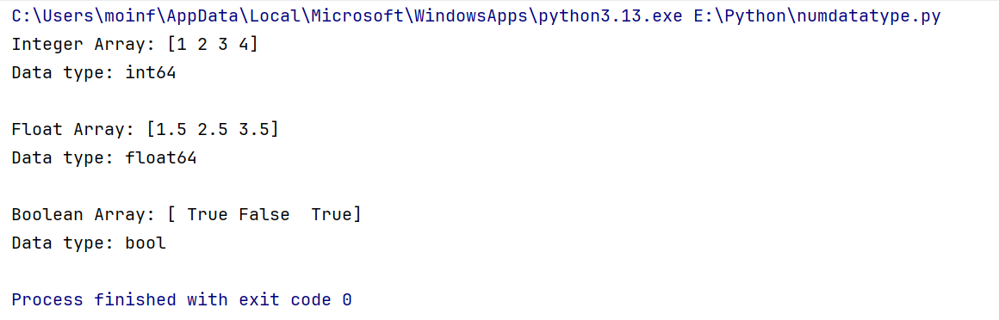 C:\Users\moinf\AppData\Local\Microsoft\WindowsApps\python3.13.exe E:\Python\numdatatype.py
Integer Array: [1 2 3 4]
Data type: int64
Float Array: [1.5 2.5 3.5]
Data type: float64
Boolean Array: [ True False  True]
Data type: bool
Process finished with exit code 0